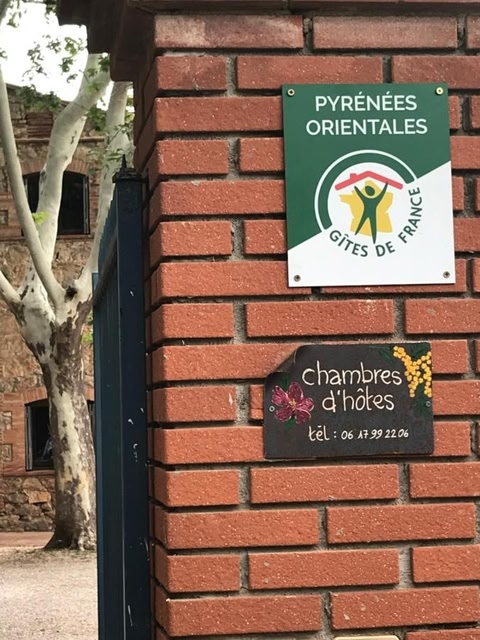 PYRÉNÉES
ORIENTALES
GÎTES DE FRANCE
chambres
d'hôtes
tél : 06 17 99 22 06